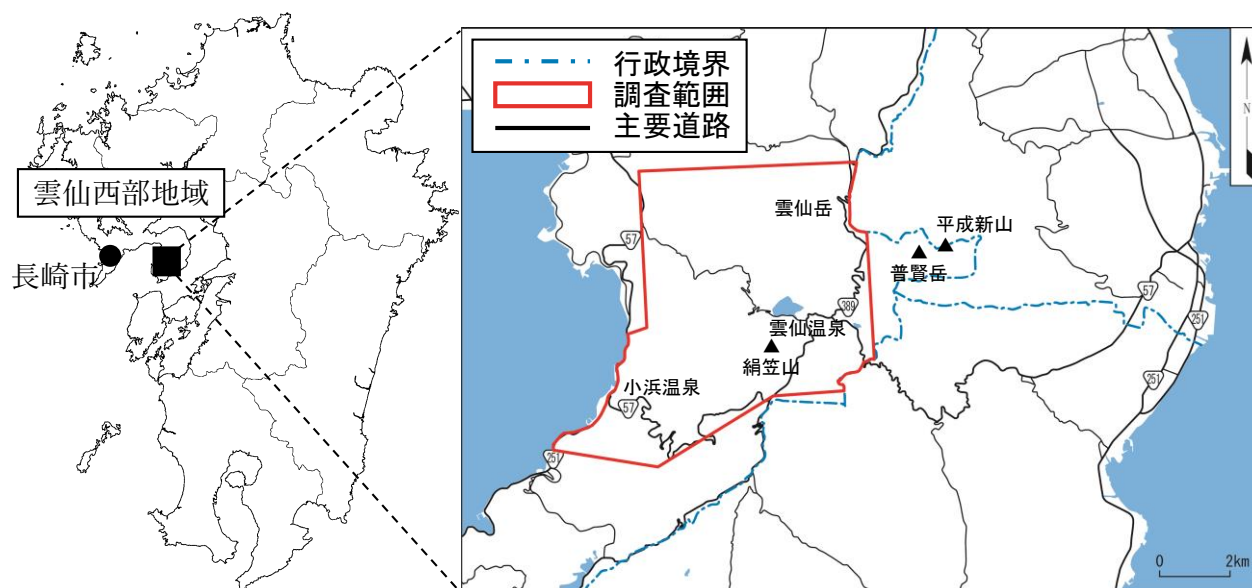 雲仙西部地域
長崎市
行政境界
調査範囲
主要道路
N
雲仙岳
平成新山
普賢岳
57
57
389
251
雲仙温泉
絹笠山
小浜温泉
57
251
251
0 2km